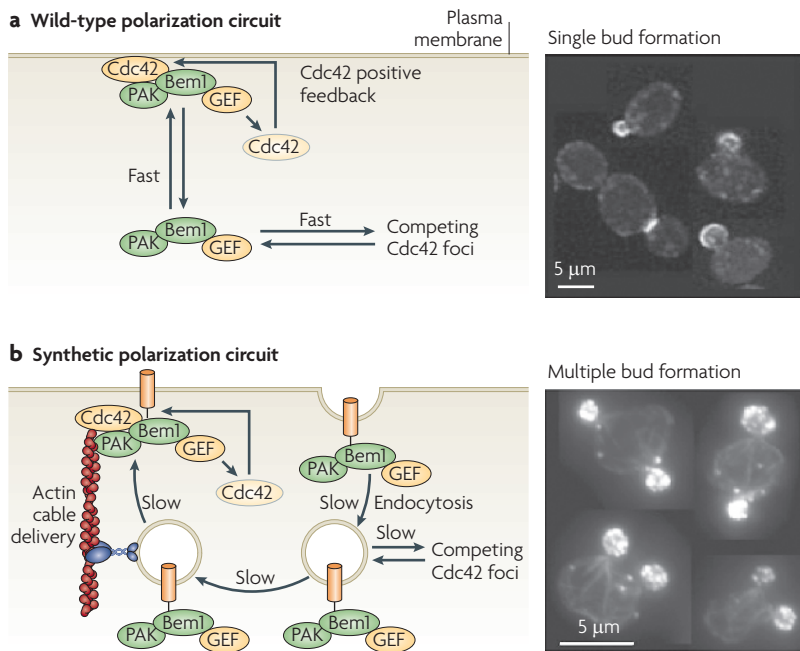 a Wild-type polarization circuit
Plasma
membrane
Cdc42
Bem1
PAK
GEF
Cdc42 positive
feedback
Cdc42
Fast
Bem1
PAK
GEF
Fast
Competing
Cdc42 foci
Single bud formation
5 μm
b Synthetic polarization circuit
Cdc42
Bem1
PAK
GEF
Cdc42
Bem1
PAK
GEF
Actin
cable
delivery
Slow
Slow
Endocytosis
Slow
Competing
Cdc42 foci
Slow
Bem1
PAK
GEF
Bem1
PAK
GEF
Multiple bud formation
5 μm